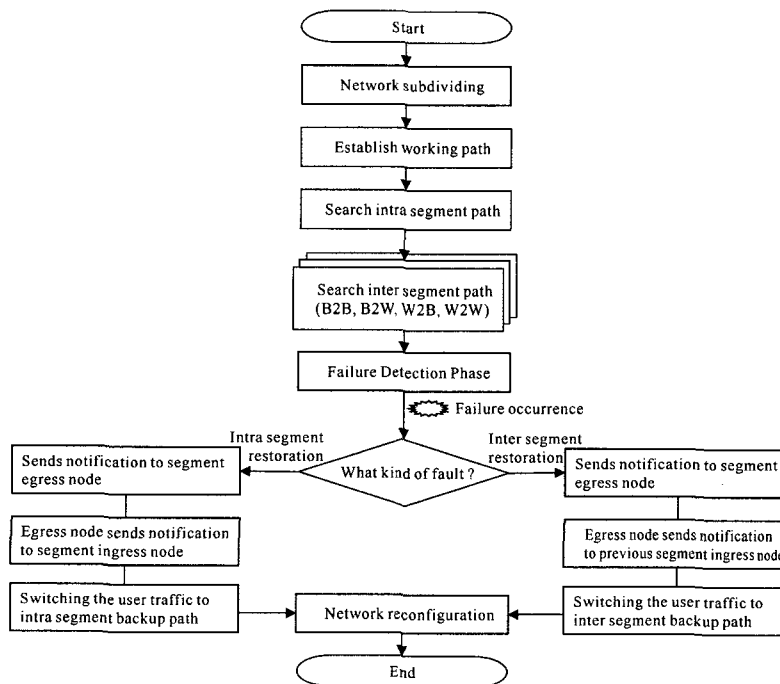 Start
Network subdividing
Establish working path
Search intra segment path
Search inter segment path
(B2B, B2W, W2B, W2W)
Failure Detection Phase
Failure occurrence
Intra segment
restoration
What kind of fault ?
Inter segment
restoration
Sends notification to segment
egress node
Egress node sends notification
to segment ingress node
Switching the user traffic to
intra segment backup path
Sends notification to segment
egress node
Egress node sends notification
to previous segment ingress node
Switching the user traffic to
inter segment backup path
Network reconfiguration
End